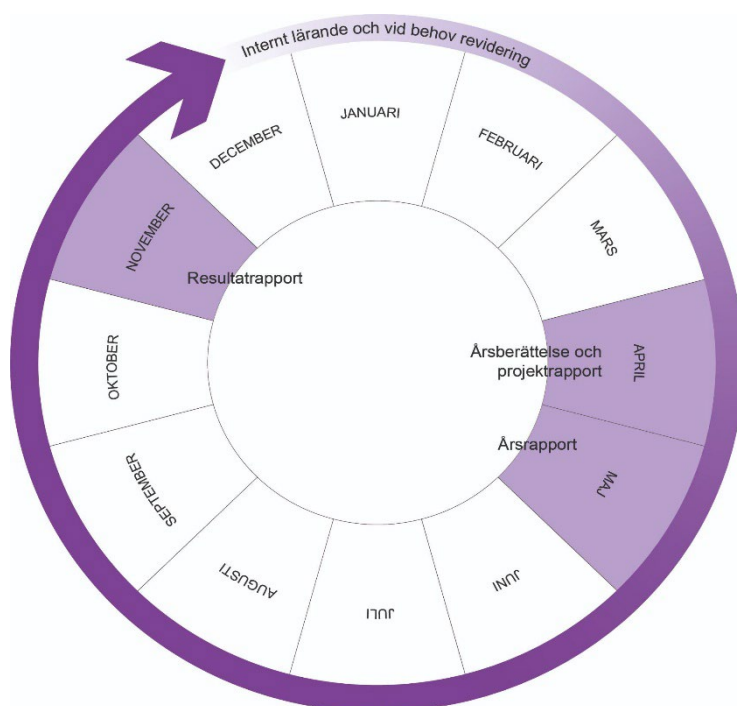 Internt lärande och vid behov revidering
JANUARI
FEBRUARI
MARS
APRIL
Årsberättelse och
projektrapport
MAJ
Årsrapport
JUNI
JULI
AUGUSTI
SEPTEMBER
OKTOBER
NOVEMBER
Resultatrapport
DECEMBER